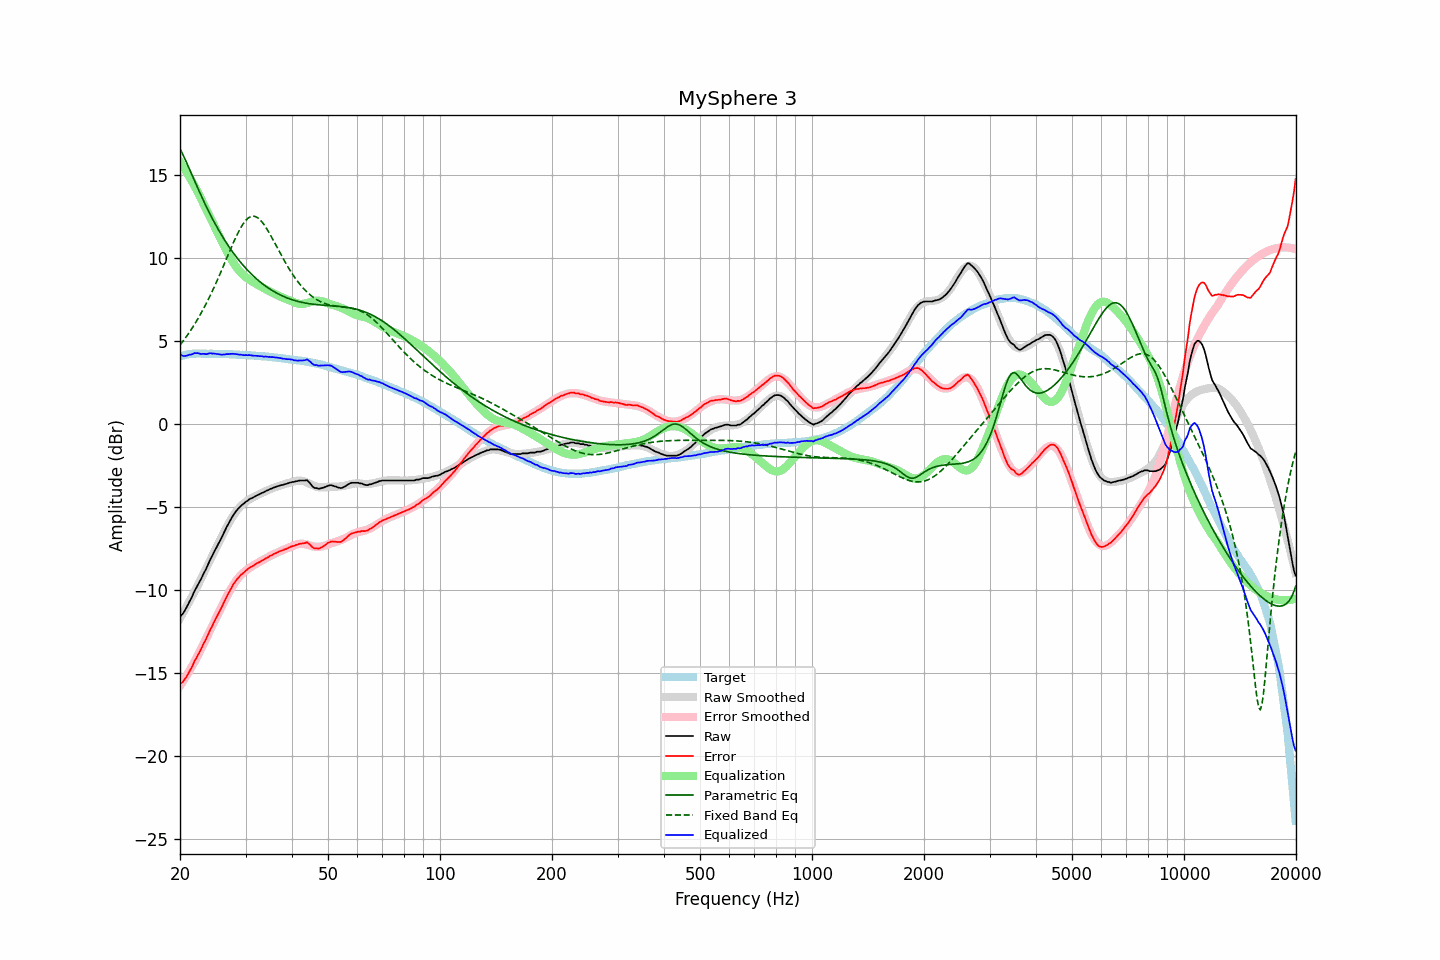 MySphere 3
Amplitude (dBr)
15
10
5
0
−5
−10
−15
−20
−25
Target
Raw Smoothed
Error Smoothed
Raw
Error
Equalization
Parametric Eq
Fixed Band Eq
Equalized
20 50 100 200 500 1000 2000 5000 10000 20000
Frequency (Hz)